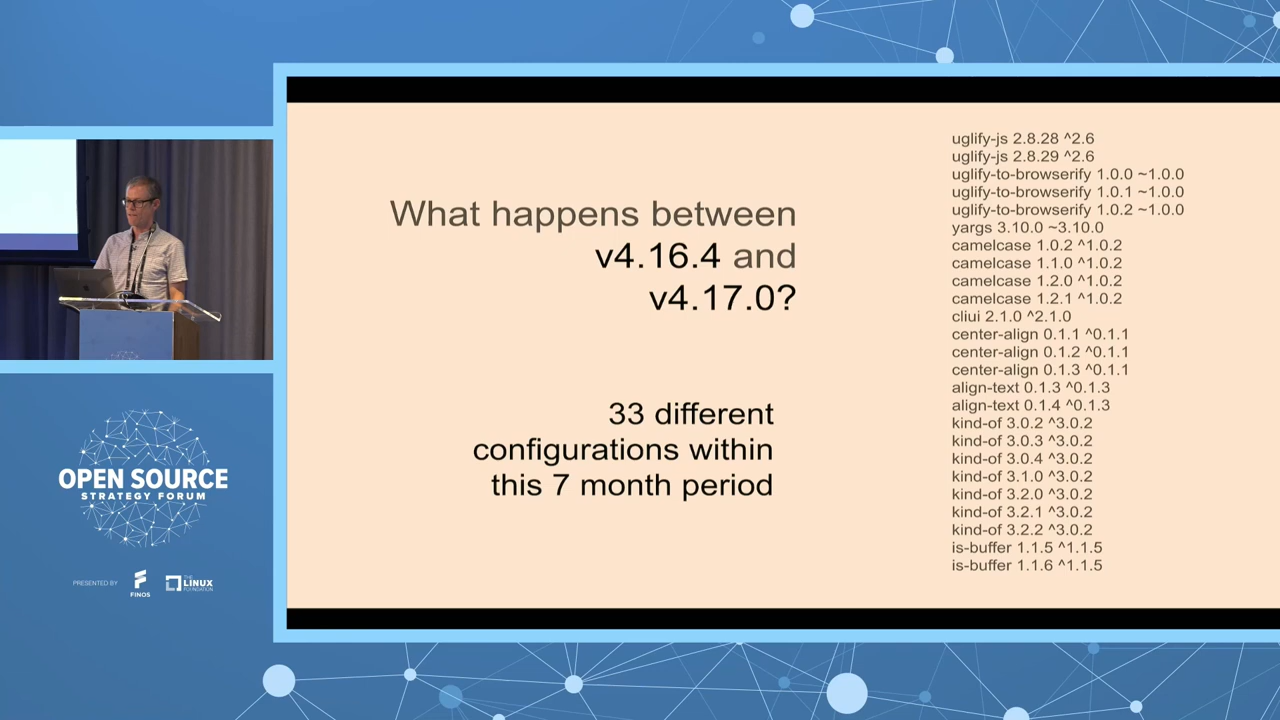 What happens between
v4.16.4 and
v4.17.0?
33 different
configurations within
this 7 month period
uglify-js 2.8.28 ^2.6
uglify-js 2.8.29 ^2.6
uglify-to-browserify 1.0.0 ~1.0.0
uglify-to-browserify 1.0.1 ~1.0.0
uglify-to-browserify 1.0.2 ~1.0.0
yargs 3.10.0 ~3.10.0
camelcase 1.0.2 ^1.0.2
camelcase 1.1.0 ^1.0.2
camelcase 1.2.0 ^1.0.2
camelcase 1.2.1 ^1.0.2
cliui 2.1.0 ^2.1.0
center-align 0.1.1 ^0.1.1
center-align 0.1.2 ^0.1.1
center-align 0.1.3 ^0.1.1
align-text 0.1.3 ^0.1.3
align-text 0.1.4 ^0.1.3
kind-of 3.0.2 ^3.0.2
kind-of 3.0.3 ^3.0.2
kind-of 3.0.4 ^3.0.2
kind-of 3.1.0 ^3.0.2
kind-of 3.2.0 ^3.0.2
kind-of 3.2.1 ^3.0.2
kind-of 3.2.2 ^3.0.2
is-buffer 1.1.5 ^1.1.5
is-buffer 1.1.6 ^1.1.5
OPEN SOURCE
STRATEGY FORUM
PRESENTED BY
FINOS
THE
LINUX
FOUNDATION